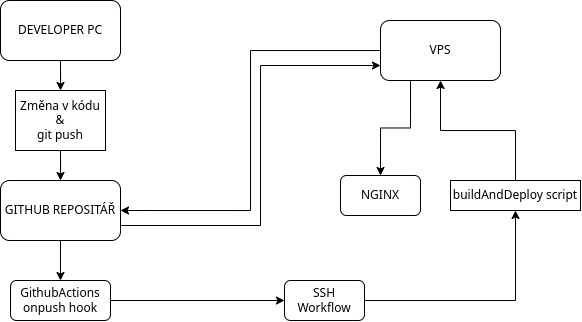 DEVELOPER PC
VPS
Změna v kódu
&
git push
GITHUB REPOSITÁŘ
NGINX
buildAndDeploy script
GithubActions
onpush hook
SSH
Workflow